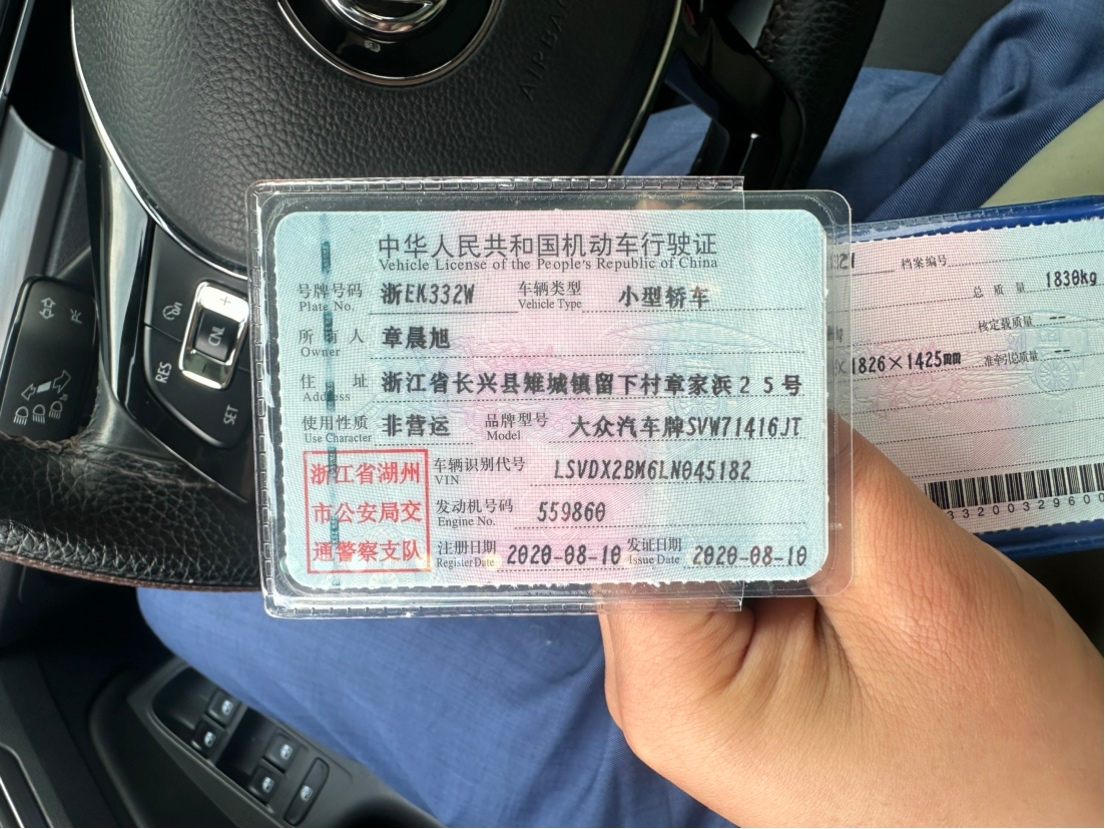 AIRBAG
中华人民共和国机动车行驶证
Vehicle License of the People's Republic of China
号牌号码 浙EK332W 车辆类型 小型轿车
Plate No. Vehicle Type
所有人 章晨旭
Owner
住址 浙江省长兴县雉城镇留下村章家浜25号
Address
使用性质 非营运 品牌型号 大众汽车牌SVW71416JT
Use Character Model
浙江省湖州
市公安局交
通警察支队
车辆识别代号 LSVDX2BM6LN045182
VIN
发动机号码 559860
Engine No.
注册日期 2020-08-10 发证日期 2020-08-10
Register Date Issue Date
档案编号
总质量 1830kg
核定载质量 --
×1826×1425mm 准牵引总质量 --
33200329600
CNL
RES
SET